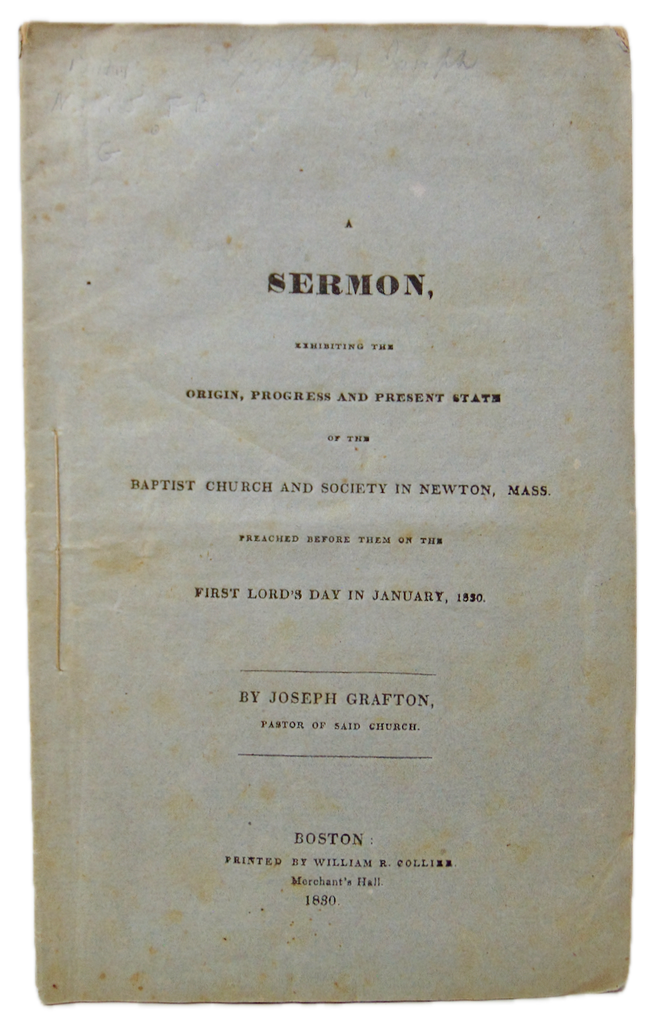 A
SERMON,
EXHIBITING THE
ORIGIN, PROGRESS AND PRESENT STATE
OF THE
BAPTIST CHURCH AND SOCIETY IN NEWTON, MASS.
PREACHED BEFORE THEM ON THE
FIRST LORD'S DAY IN JANUARY, 1830.
BY JOSEPH GRAFTON,
PASTOR OF SAID CHURCH.
BOSTON:
PRINTED BY WILLIAM R. COLLIER.
Merchant's Hall.
1830.